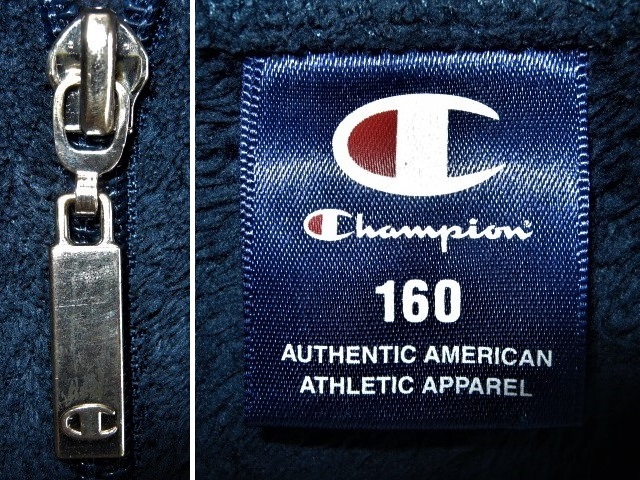 Champion
160
AUTHENTIC AMERICAN
ATHLETIC APPAREL